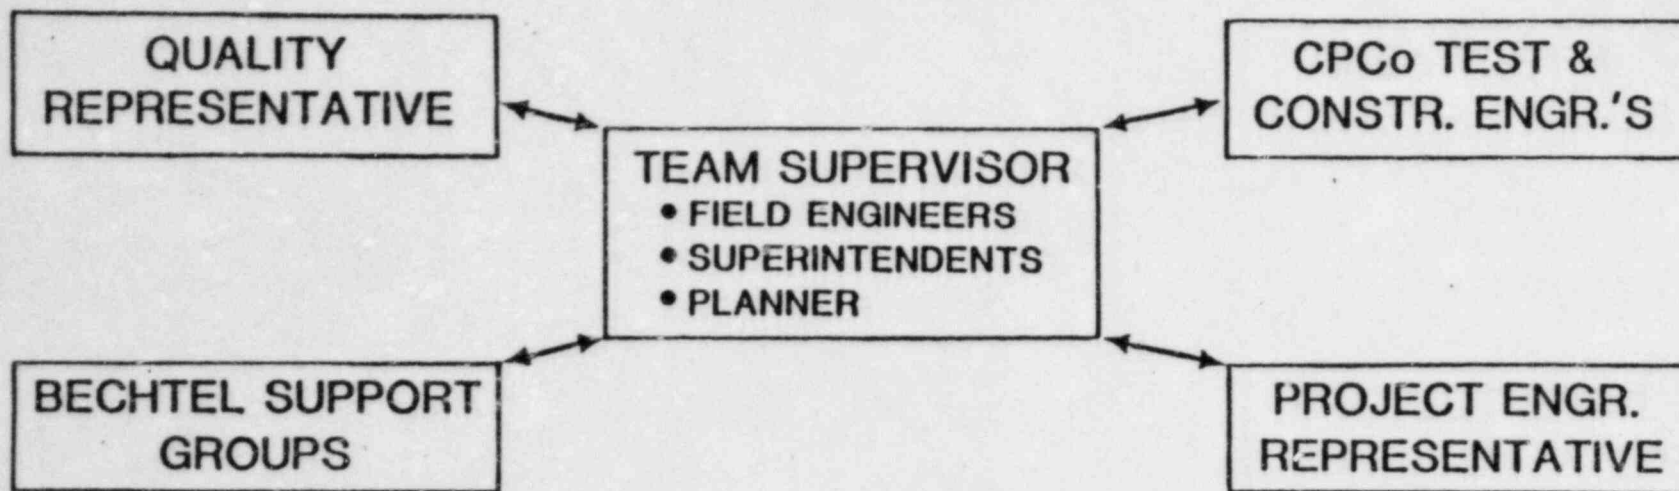 QUALITY
REPRESENTATIVE
CPCo TEST &
CONSTR. ENGR.'S
TEAM SUPERVISOR
• FIELD ENGINEERS
• SUPERINTENDENTS
• PLANNER
BECHTEL SUPPORT
GROUPS
PROJECT ENGR.
REPRESENTATIVE